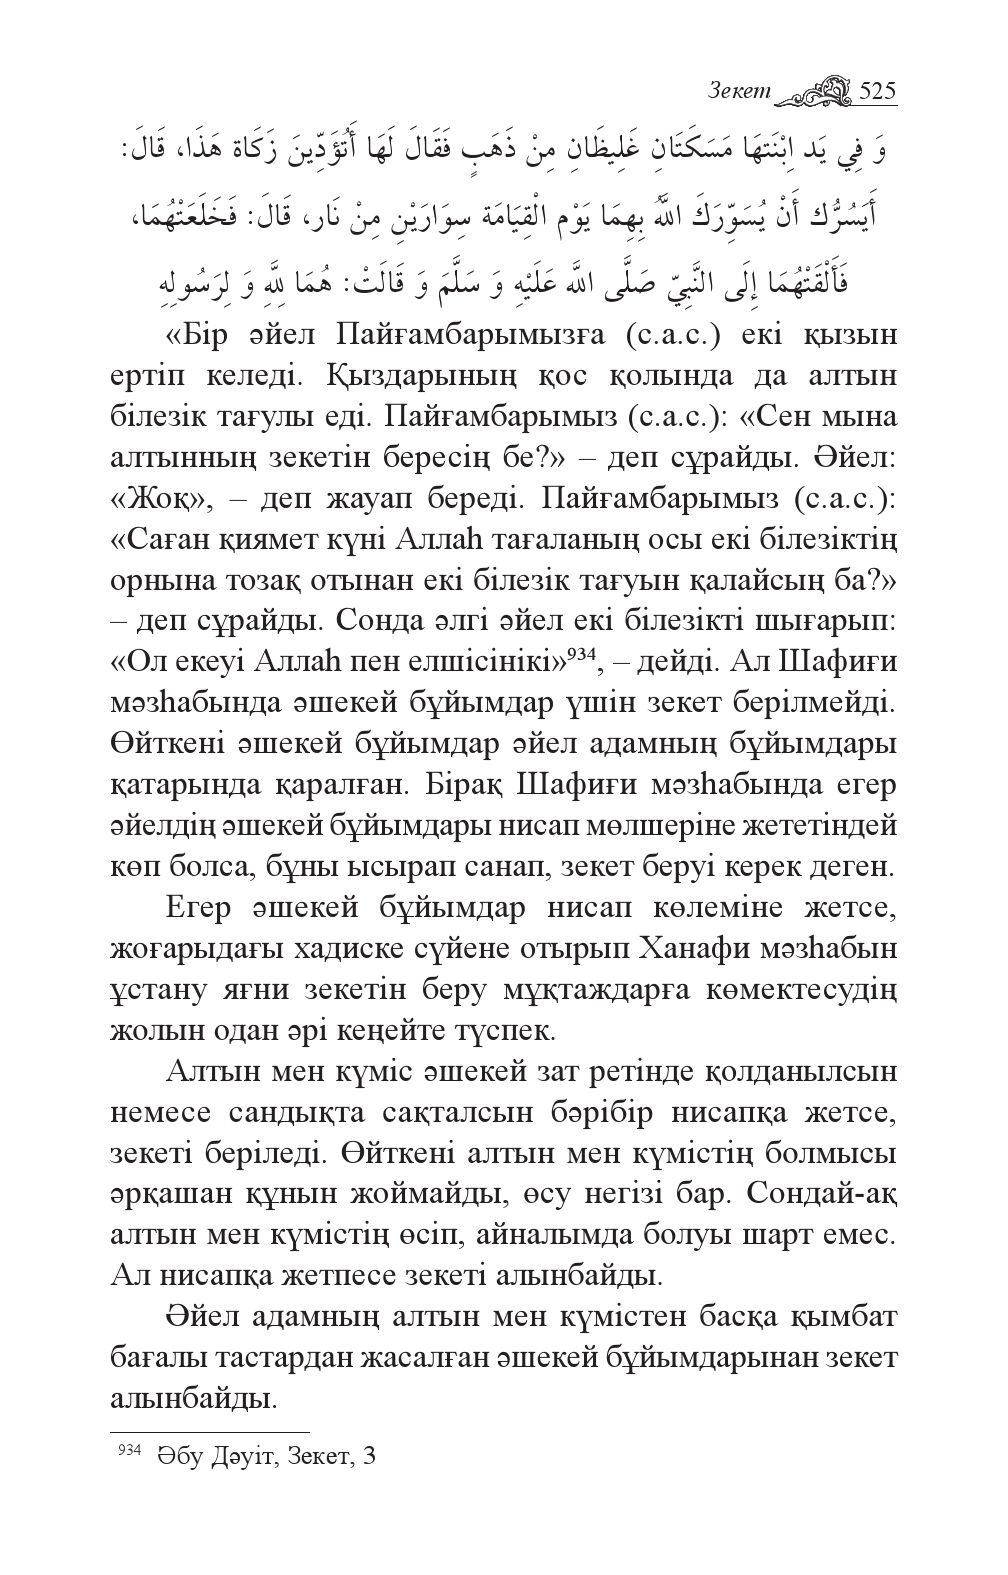 Зекет 525
وَ فِي يَد اِبْنَتهَا مَسَكَتَانِ غَلِيظَانِ مِنْ ذَهَبٍ فَقَالَ لَهَا أَتُؤَدِّينَ زَكَاة هَذَا، قَالَ:
أَيَسُرُّك أَنْ يُسَوِّرَكَ اللَّهُ بِهِمَا يَوْم الْقِيَامَة سِوَارَيْنِ مِنْ نَار، قَالَ: فَخَلَعَتْهُمَا،
فَأَلْقَتْهُمَا إِلَى النَّبِيّ صَلَّى اللَّه عَلَيْهِ وَ سَلَّمَ وَ قَالَتْ: هُمَا لِلَّهِ وَ لِرَسُولِهِ
«Бір әйел Пайғамбарымызға (с.а.с.) екі қызын
ертіп келеді. Қыздарының қос қолында да алтын
білезік тағулы еді. Пайғамбарымыз (с.а.с.): «Сен мына
алтынның зекетін бересің бе?» – деп сұрайды. Әйел:
«Жоқ», – деп жауап береді. Пайғамбарымыз (с.а.с.):
«Саған қиямет күні Аллаһ тағаланың осы екі білезіктің
орнына тозақ отынан екі білезік тағуын қалайсың ба?»
– деп сұрайды. Сонда әлгі әйел екі білезікті шығарып:
«Ол екеуі Аллаһ пен елшісінікі»⁹³⁴, – дейді. Ал Шафиғи
мәзһабында әшекей бұйымдар үшін зекет берілмейді.
Өйткені әшекей бұйымдар әйел адамның бұйымдары
қатарында қаралған. Бірақ Шафиғи мәзһабында егер
әйелдің әшекей бұйымдары нисап мөлшеріне жететіндей
көп болса, бұны ысырап санап, зекет беруі керек деген.
Егер әшекей бұйымдар нисап көлеміне жетсе,
жоғарыдағы хадиске сүйене отырып Ханафи мәзһабын
ұстану яғни зекетін беру мұқтаждарға көмектесудің
жолын одан әрі кеңейте түспек.
Алтын мен күміс әшекей зат ретінде қолданылсын
немесе сандықта сақталсын бәрібір нисапқа жетсе,
зекеті беріледі. Өйткені алтын мен күмістің болмысы
әрқашан құнын жоймайды, өсу негізі бар. Сондай-ақ
алтын мен күмістің өсіп, айналымда болуы шарт емес.
Ал нисапқа жетпесе зекеті алынбайды.
Әйел адамның алтын мен күмістен басқа қымбат
бағалы тастардан жасалған әшекей бұйымдарынан зекет
алынбайды.
⁹³⁴ Әбу Дәуіт, Зекет, 3